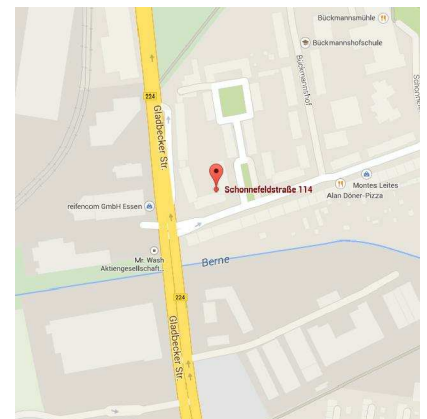 Bückmannsmühle
Bückmannshofschule
Bückmannshof
224
Gladbecker Str.
Schonnefeldstraße 114
Montes Leites
Alan Döner-Pizza
reifencom GmbH Essen
Mr. Wash
Aktiengesellschaft...
Berne
224
Gladbecker Str.